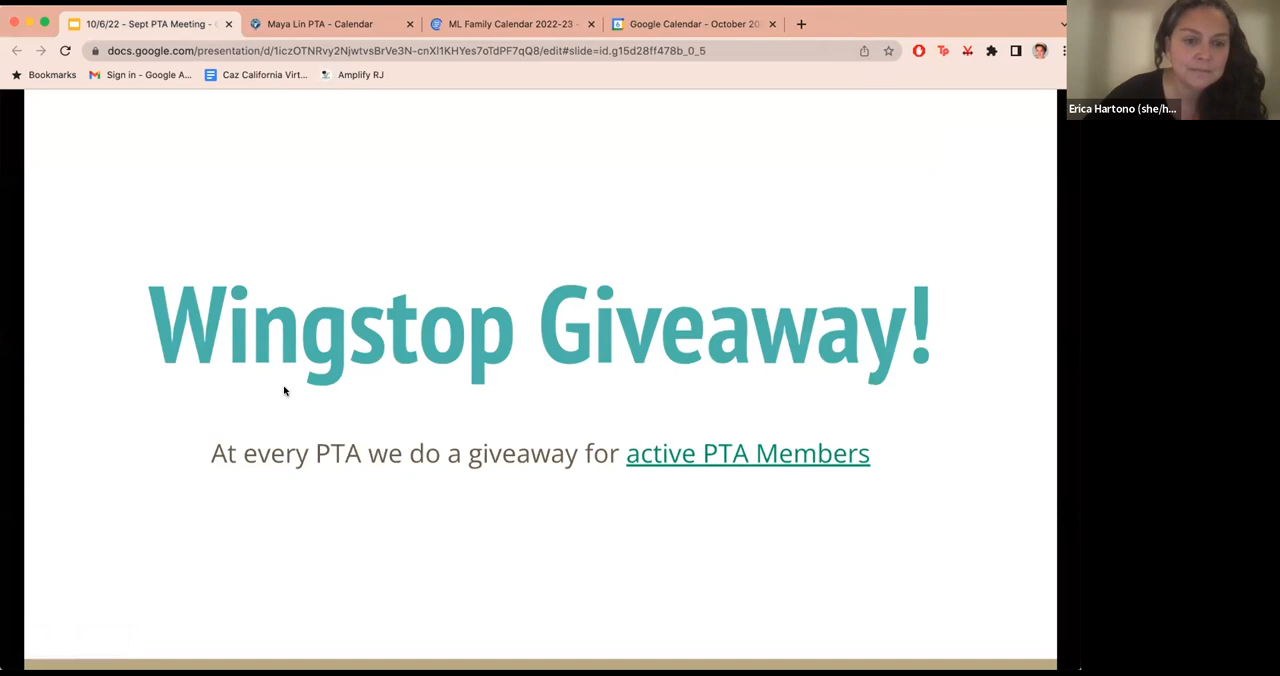 10/6/22 - Sept PTA Meeting -
Maya Lin PTA - Calendar
ML Family Calendar 2022-23 -
Google Calendar - October 20
docs.google.com/presentation/d/1iczOTNRvy2NjwtvsBrVe3N-cnXl1KHYes7oTdPF7qQ8/edit#slide=id.g15d28ff478b_0_5
Bookmarks
Sign in - Google A...
Caz California Virt...
Amplify RJ
Erica Hartono (she/h...
Wingstop Giveaway!
At every PTA we do a giveaway for active PTA Members